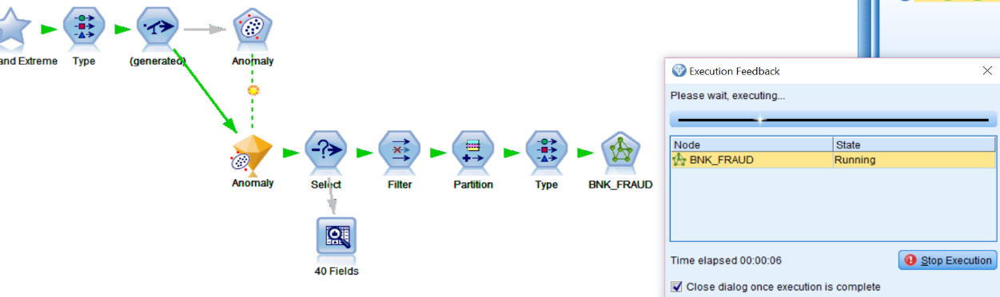 and Extreme
Type
(generated)
Anomaly
Anomaly
Select
Filter
Partition
Type
BNK_FRAUD
40 Fields
Execution Feedback
Please wait, executing...
Node State
BNK_FRAUD Running
Time elapsed 00:00:06
Stop Execution
Close dialog once execution is complete